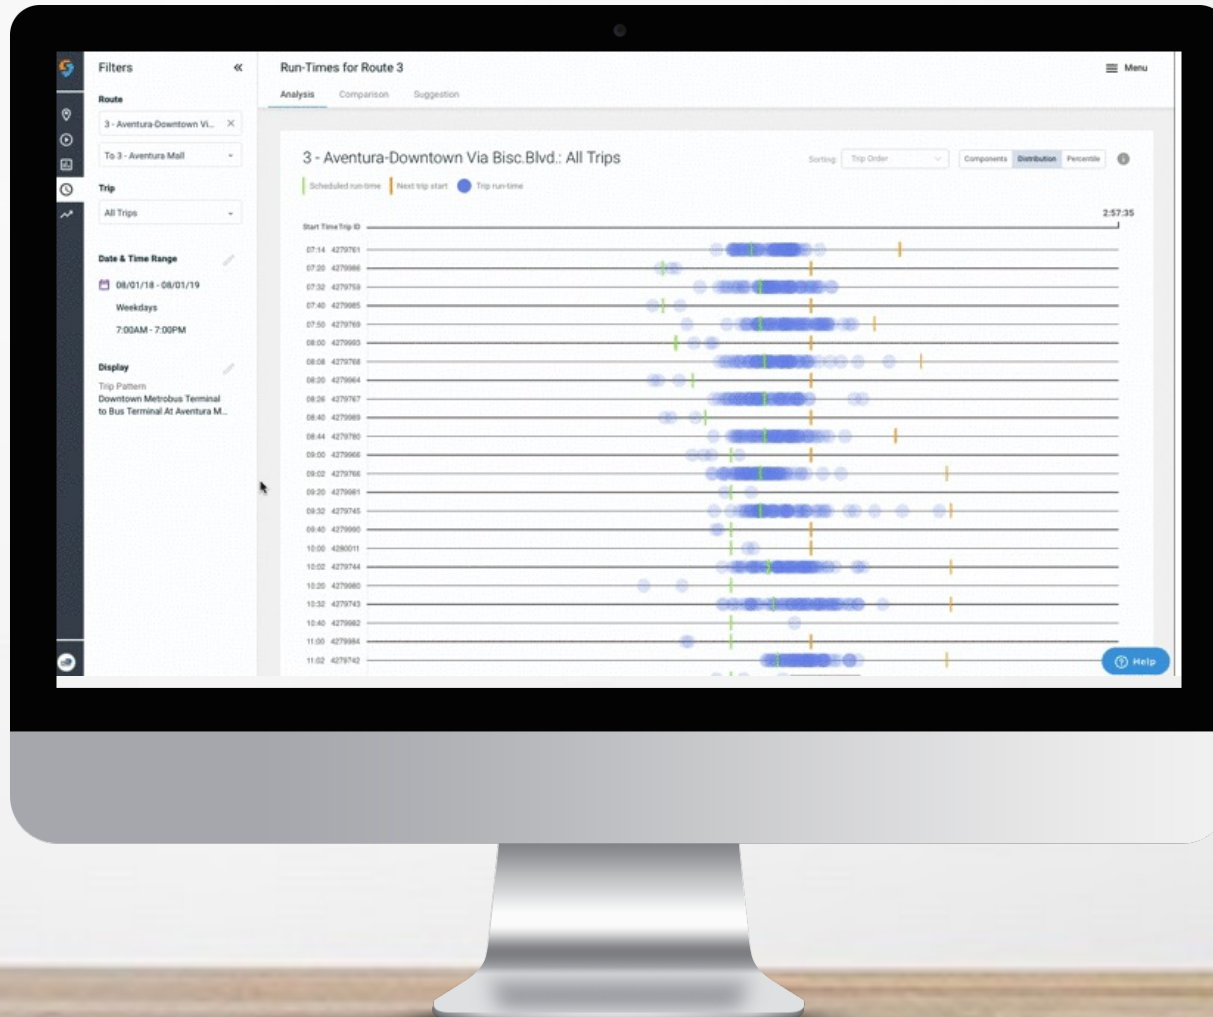 Filters
Run-Times for Route 3
Menu
Analysis
Comparison
Suggestion
Route
3 - Aventura-Downtown Vi...
To 3 - Aventura Mall
Trip
All Trips
Date & Time Range
08/01/18 - 08/01/19
Weekdays
7:00AM - 7:00PM
Display
Trip Pattern
Downtown Metrobus Terminal
to Bus Terminal At Aventura M...
3 - Aventura-Downtown Via Bisc.Blvd.: All Trips
Sorting: Trip Order
Components Distribution Percentile
Scheduled run-time Next trip start Trip run-time
2:57:35
Start Time Trip ID
07:14 4279761
07:20 4279986
07:32 4279759
07:40 4279985
07:50 4279769
08:00 4279993
08:08 4279768
08:20 4279964
08:26 4279767
08:40 4279989
08:44 4279780
09:00 4279966
09:02 4279766
09:20 4279981
09:32 4279745
09:40 4279990
10:00 4280011
10:02 4279744
10:20 4279980
10:32 4279743
10:40 4279982
11:00 4279984
11:02 4279742
Help